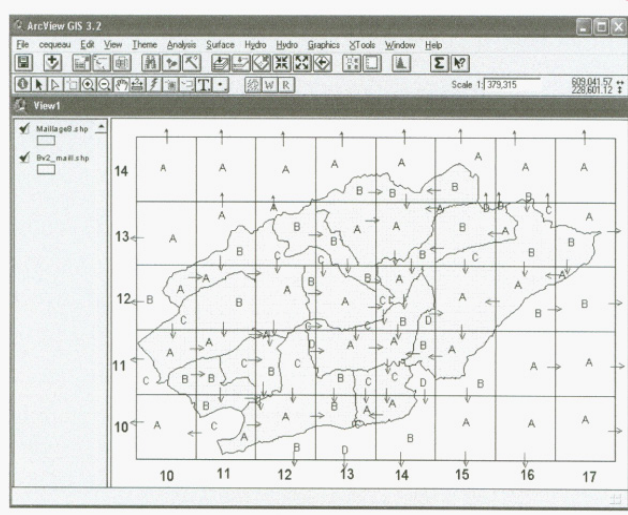 ArcView GIS 3.2
File cequeau Edit View Theme Analysis Surface Hydro Hydro Graphics XTools Window Help
Σ
W R
T
Scale 1: 379,315
609,041.57
228,601.12
View1
Maillage8.shp
Bv2_maill.shp
14 A A A A A A A A
B B B B C
13 A A A B B A B B A B
B C C C
12 B A A B A B A B C A A A B A
C C
11 A A C D A A B A A A
C B B B C B C C D B
10 A B C A A B A A B A A A
B D
10 11 12 13 14 15 16 17